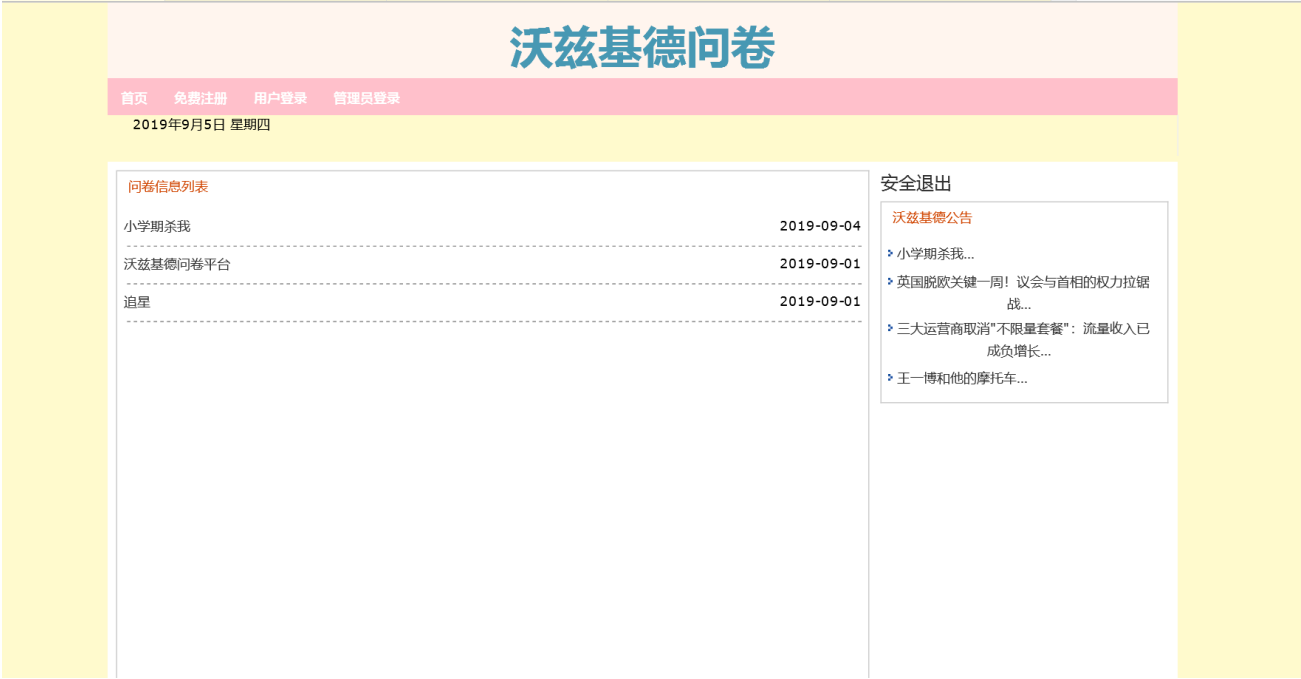 沃兹基德问卷
首页 免费注册 用户登录 管理员登录
2019年9月5日 星期四
问卷信息列表
小学期杀我 2019-09-04
沃兹基德问卷平台 2019-09-01
追星 2019-09-01
安全退出
沃兹基德公告
小学期杀我...
英国脱欧关键一周！议会与首相的权力拉锯
战...
三大运营商取消"不限量套餐"：流量收入已
成负增长...
王一博和他的摩托车...